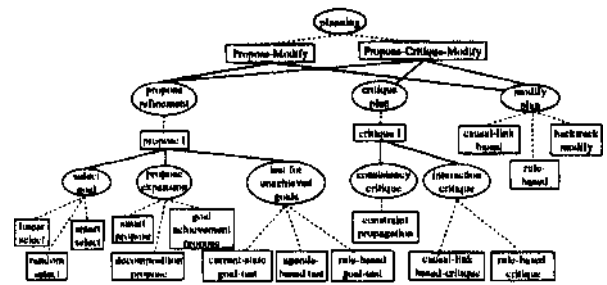 planning
Propose-Modify
Propose-Critique-Modify
propose
refinement
critique
plan
modify
plan
propose I
critique I
causal-link
based
backtrack
modify
rule-
based
select
goal
propose
expansion
test for
unachieved
goals
consistency
critique
interaction
critique
linear
select
smart
select
random
select
smart
propose
goal
achievement
propose
decomposition
propose
current-state
goal-test
agenda-
based test
rule-based
goal-test
constraint
propagation
causal-link
based-critique
rule-based
critique